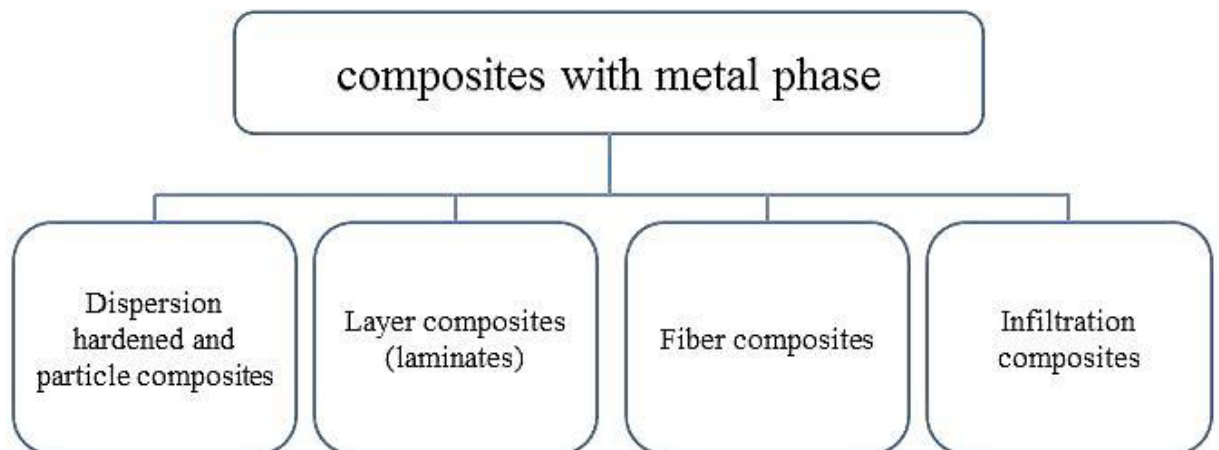 composites with metal phase
Dispersion
hardened and
particle composites
Layer composites
(laminates)
Fiber composites
Infiltration
composites